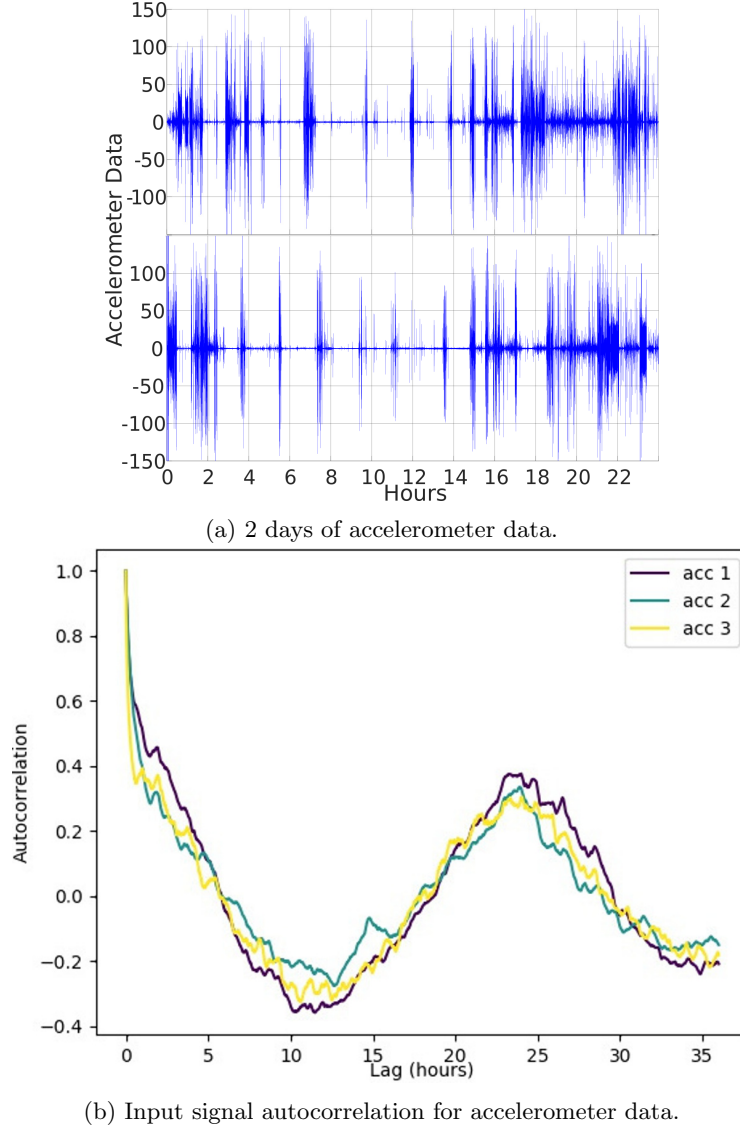 150
100
50
0
-50
-100
Accelerometer Data
100
50
0
-50
-100
-150
0 2 4 6 8 10 12 14 16 18 20 22
Hours
(a) 2 days of accelerometer data.
1.0
0.8
0.6
0.4
0.2
0.0
−0.2
−0.4
Autocorrelation
acc 1
acc 2
acc 3
0 5 10 15 20 25 30 35
Lag (hours)
(b) Input signal autocorrelation for accelerometer data.